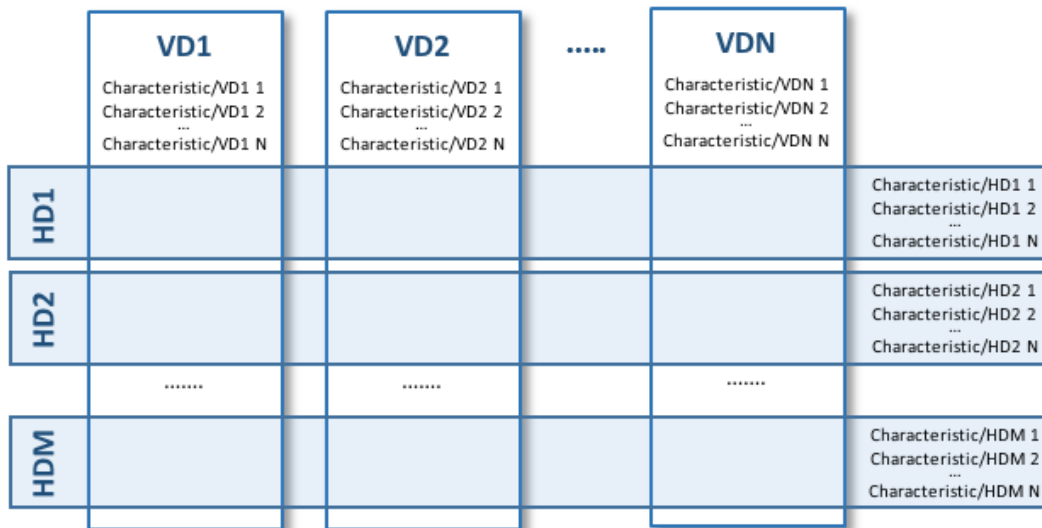 VD1
Characteristic/VD1 1
Characteristic/VD1 2
...
Characteristic/VD1 N
VD2
Characteristic/VD2 1
Characteristic/VD2 2
...
Characteristic/VD2 N
.....
VDN
Characteristic/VDN 1
Characteristic/VDN 2
...
Characteristic/VDN N
HD1
Characteristic/HD1 1
Characteristic/HD1 2
...
Characteristic/HD1 N
HD2
Characteristic/HD2 1
Characteristic/HD2 2
...
Characteristic/HD2 N
.......
.......
.......
HDM
Characteristic/HDM 1
Characteristic/HDM 2
...
Characteristic/HDM N